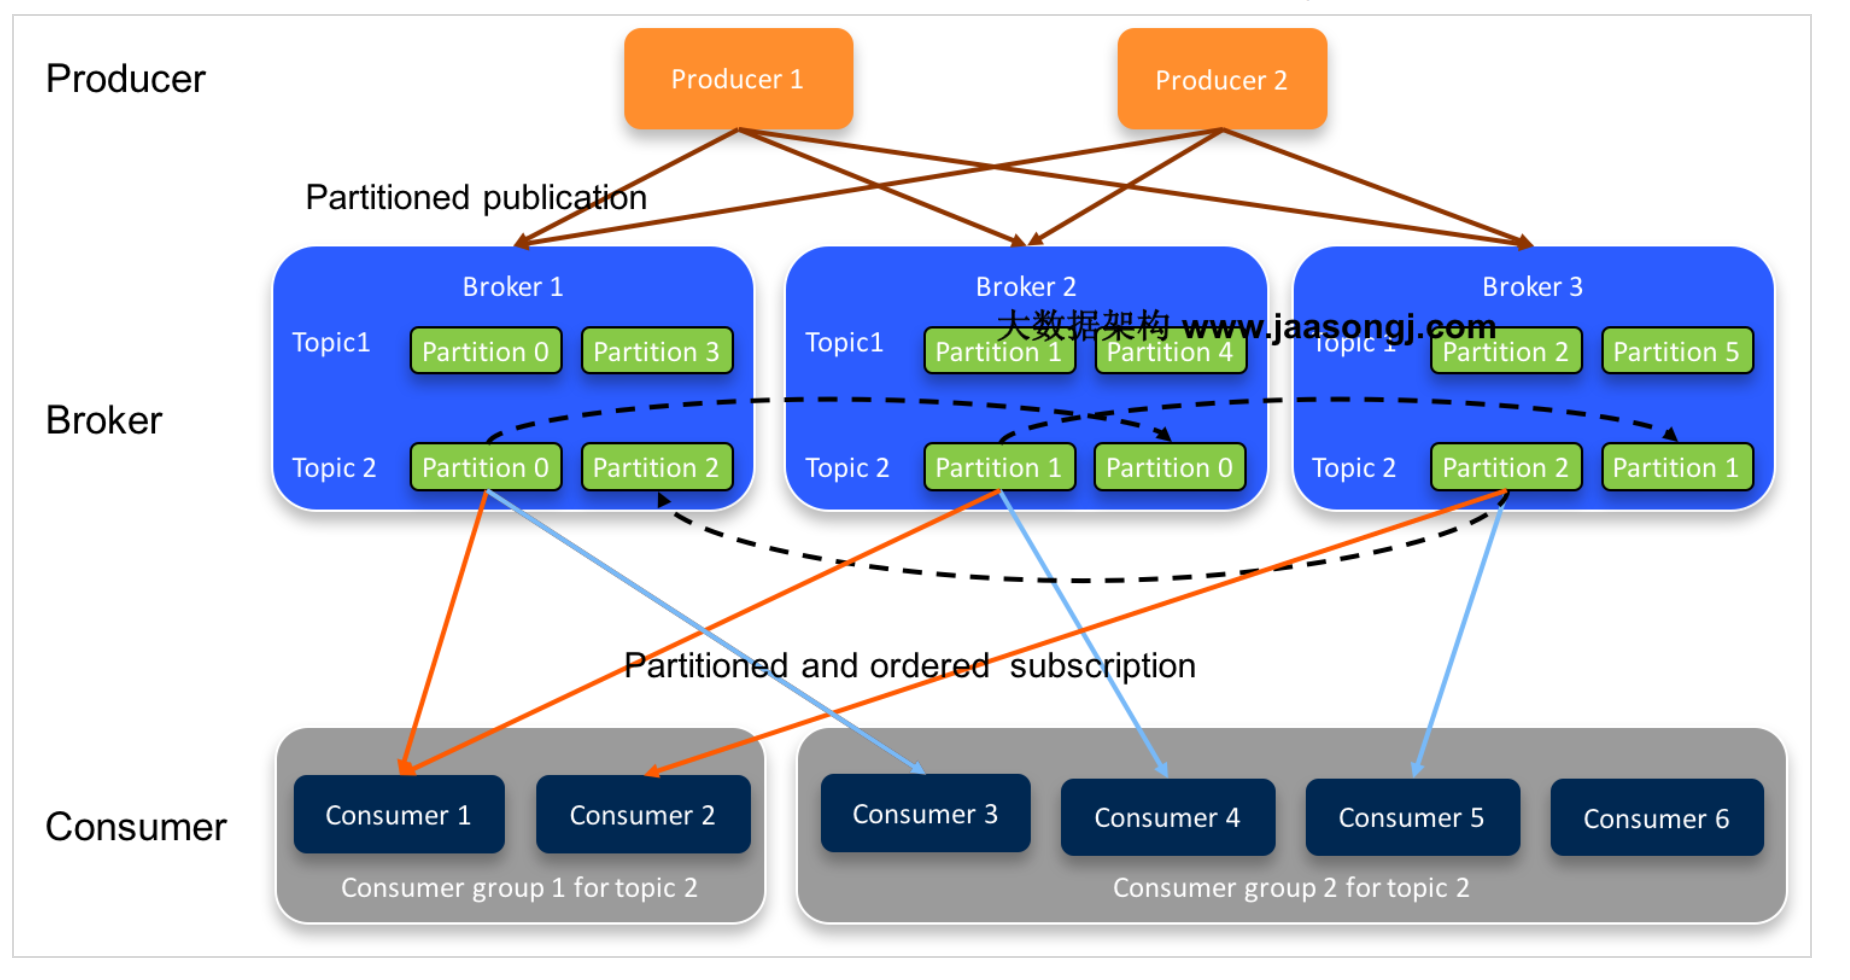 Producer
Producer 1
Producer 2
Partitioned publication
Broker
Broker 1
Topic1
Partition 0
Partition 3
Topic 2
Partition 0
Partition 2
Broker 2
Topic1
Partition 1
Partition 4
Topic 2
Partition 1
Partition 0
Broker 3
Topic 1
Partition 2
Partition 5
Topic 2
Partition 2
Partition 1
大数据架构 www.jaasongj.com
Partitioned and ordered subscription
Consumer
Consumer 1
Consumer 2
Consumer group 1 for topic 2
Consumer 3
Consumer 4
Consumer 5
Consumer 6
Consumer group 2 for topic 2